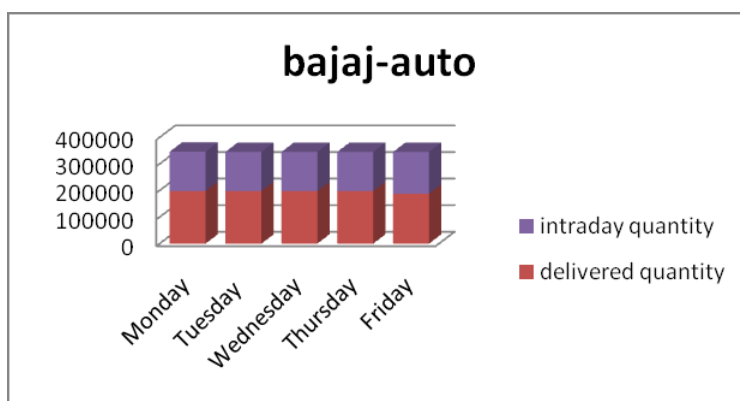 bajaj-auto
400000
300000
200000
100000
0
Monday
Tuesday
Wednesday
Thursday
Friday
intraday quantity
delivered quantity